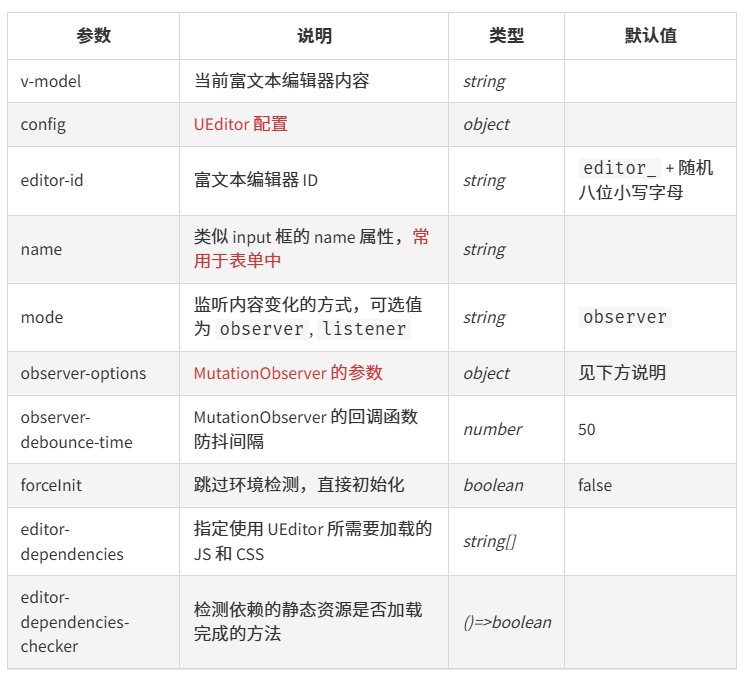 参数 说明 类型 默认值
v-model 当前富文本编辑器内容 string
config UEditor 配置 object
editor-id 富文本编辑器 ID string editor_ + 随机
八位小写字母
name 类似 input 框的 name 属性，常
用于表单中 string
mode 监听内容变化的方式，可选值
为 observer , listener string observer
observer-options MutationObserver 的参数 object 见下方说明
observer-
debounce-time MutationObserver 的回调函数
防抖间隔 number 50
forceInit 跳过环境检测，直接初始化 boolean false
editor-
dependencies 指定使用 UEditor 所需要加载的
JS 和 CSS string[]
editor-
dependencies-
checker 检测依赖的静态资源是否加载
完成的方法 ()=>boolean